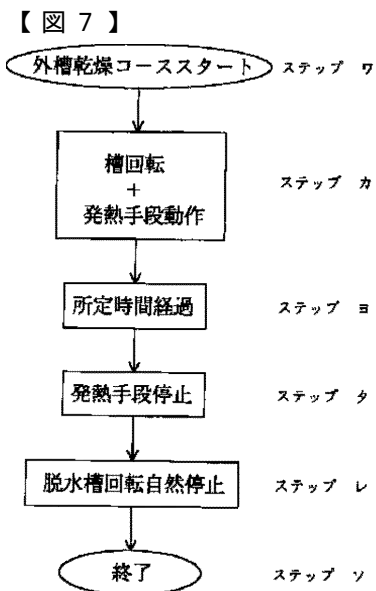 【図７】
外槽乾燥コーススタート ステップ ワ
槽回転
+
発熱手段動作
ステップ カ
所定時間経過 ステップ ヨ
発熱手段停止 ステップ タ
脱水槽回転自然停止 ステップ レ
終了 ステップ ソ